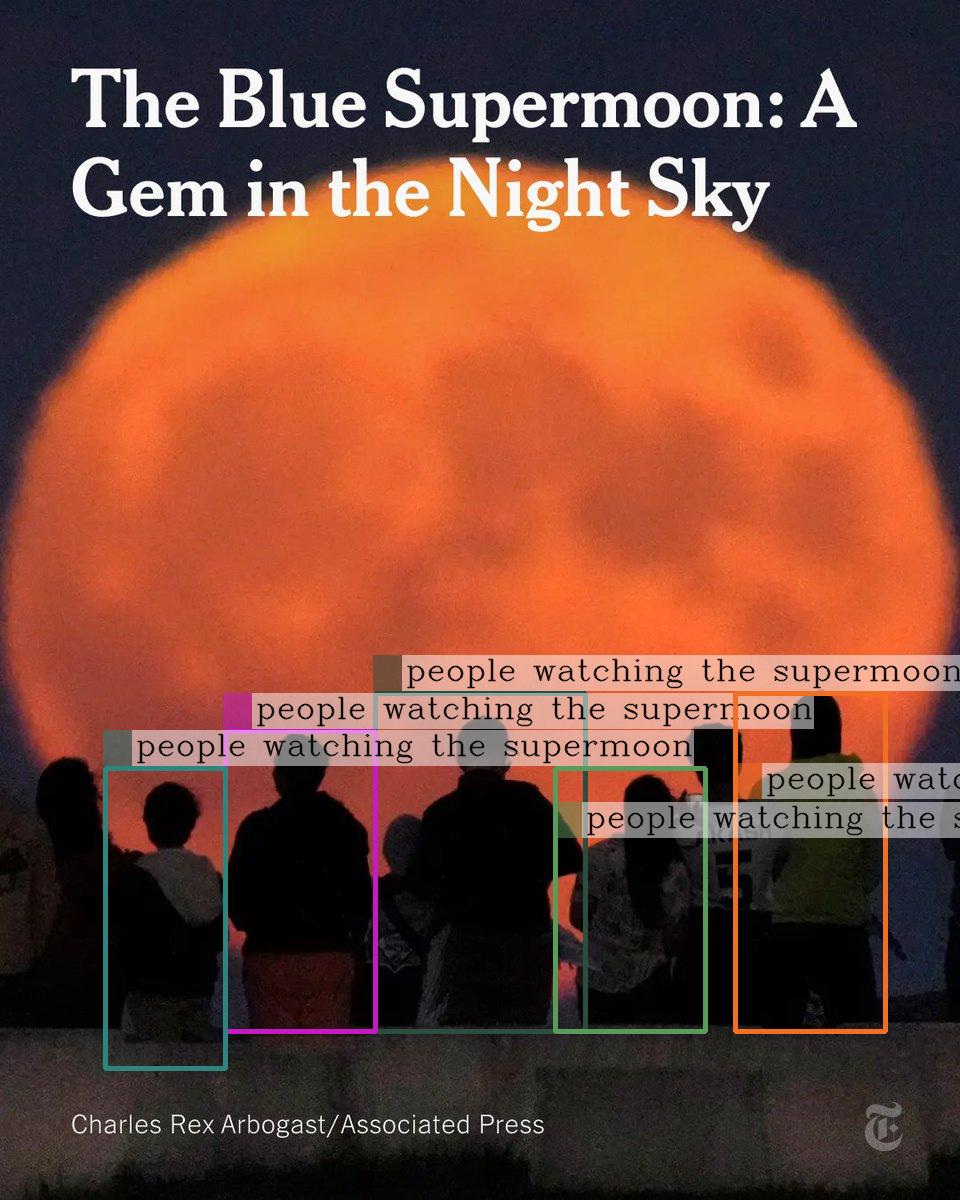 The Blue Supermoon: A
Gem in the Night Sky
people watching the supermoon
people watching the supermoon
people watching the supermoon
people
people watching the
Charles Rex Arbogast/Associated Press